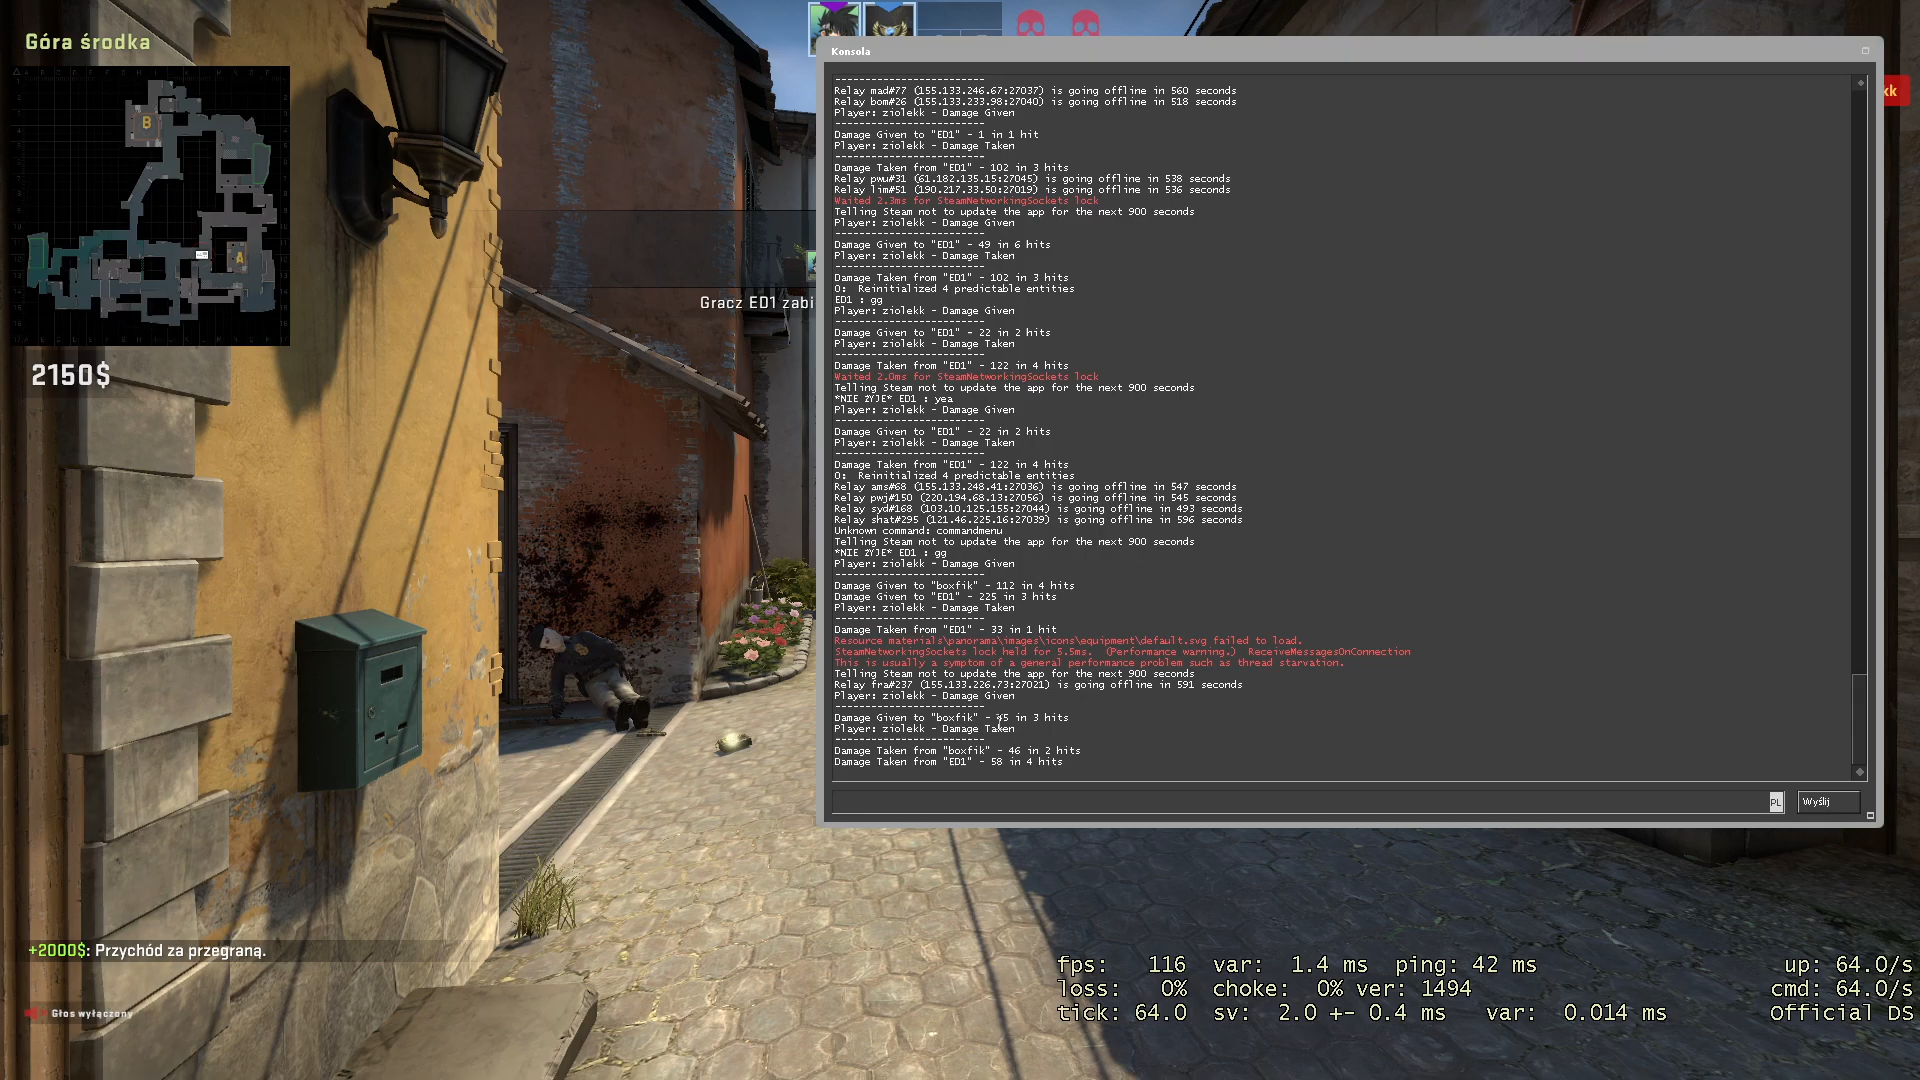 Góra środka
B
A
2150$
Gracz ED1 zabi
kk
Konsola
-------------------------
Relay mad#77 (155.133.246.67:27037) is going offline in 560 seconds
Relay bom#26 (155.133.233.98:27040) is going offline in 518 seconds
Player: ziolekk - Damage Given
-------------------------
Damage Given to "ED1" - 1 in 1 hit
Player: ziolekk - Damage Taken
-------------------------
Damage Taken from "ED1" - 102 in 3 hits
Relay pwu#31 (61.182.135.15:27045) is going offline in 538 seconds
Relay lim#51 (190.217.33.50:27019) is going offline in 536 seconds
Waited 2.3ms for SteamNetworkingSockets lock
Telling Steam not to update the app for the next 900 seconds
Player: ziolekk - Damage Given
-------------------------
Damage Given to "ED1" - 49 in 6 hits
Player: ziolekk - Damage Taken
-------------------------
Damage Taken from "ED1" - 102 in 3 hits
0:  Reinitialized 4 predictable entities
ED1 : gg
Player: ziolekk - Damage Given
-------------------------
Damage Given to "ED1" - 22 in 2 hits
Player: ziolekk - Damage Taken
-------------------------
Damage Taken from "ED1" - 122 in 4 hits
Waited 2.0ms for SteamNetworkingSockets lock
Telling Steam not to update the app for the next 900 seconds
*NIE ŻYJE* ED1 : yea
Player: ziolekk - Damage Given
-------------------------
Damage Given to "ED1" - 22 in 2 hits
Player: ziolekk - Damage Taken
-------------------------
Damage Taken from "ED1" - 122 in 4 hits
0:  Reinitialized 4 predictable entities
Relay ams#68 (155.133.248.41:27036) is going offline in 547 seconds
Relay pwj#150 (220.194.68.13:27056) is going offline in 545 seconds
Relay syd#168 (103.10.125.155:27044) is going offline in 493 seconds
Relay shat#295 (121.46.225.16:27039) is going offline in 596 seconds
Unknown command: commandmenu
Telling Steam not to update the app for the next 900 seconds
*NIE ŻYJE* ED1 : gg
Player: ziolekk - Damage Given
-------------------------
Damage Given to "boxfik" - 112 in 4 hits
Damage Given to "ED1" - 225 in 3 hits
Player: ziolekk - Damage Taken
-------------------------
Damage Taken from "ED1" - 33 in 1 hit
Resource materials\panorama\images\icons\equipment\default.svg failed to load.
SteamNetworkingSockets lock held for 5.5ms.  (Performance warning.)  ReceiveMessagesOnConnection
This is usually a symptom of a general performance problem such as thread starvation.
Telling Steam not to update the app for the next 900 seconds
Relay fra#237 (155.133.226.73:27021) is going offline in 591 seconds
Player: ziolekk - Damage Given
-------------------------
Damage Given to "boxfik" - in 3 hits
Player: ziolekk - Damage Taken
-------------------------
Damage Taken from "boxfik" - 46 in 2 hits
Damage Taken from "ED1" - 58 in 4 hits
PL
Wyślij
+2000$: Przychód za przegraną.
Głos wyłączony
fps: 116 var: 1.4 ms ping: 42 ms up: 64.0/s
loss: 0% choke: 0% ver: 1494 cmd: 64.0/s
tick: 64.0 sv: 2.0 +- 0.4 ms var: 0.014 ms Official DS